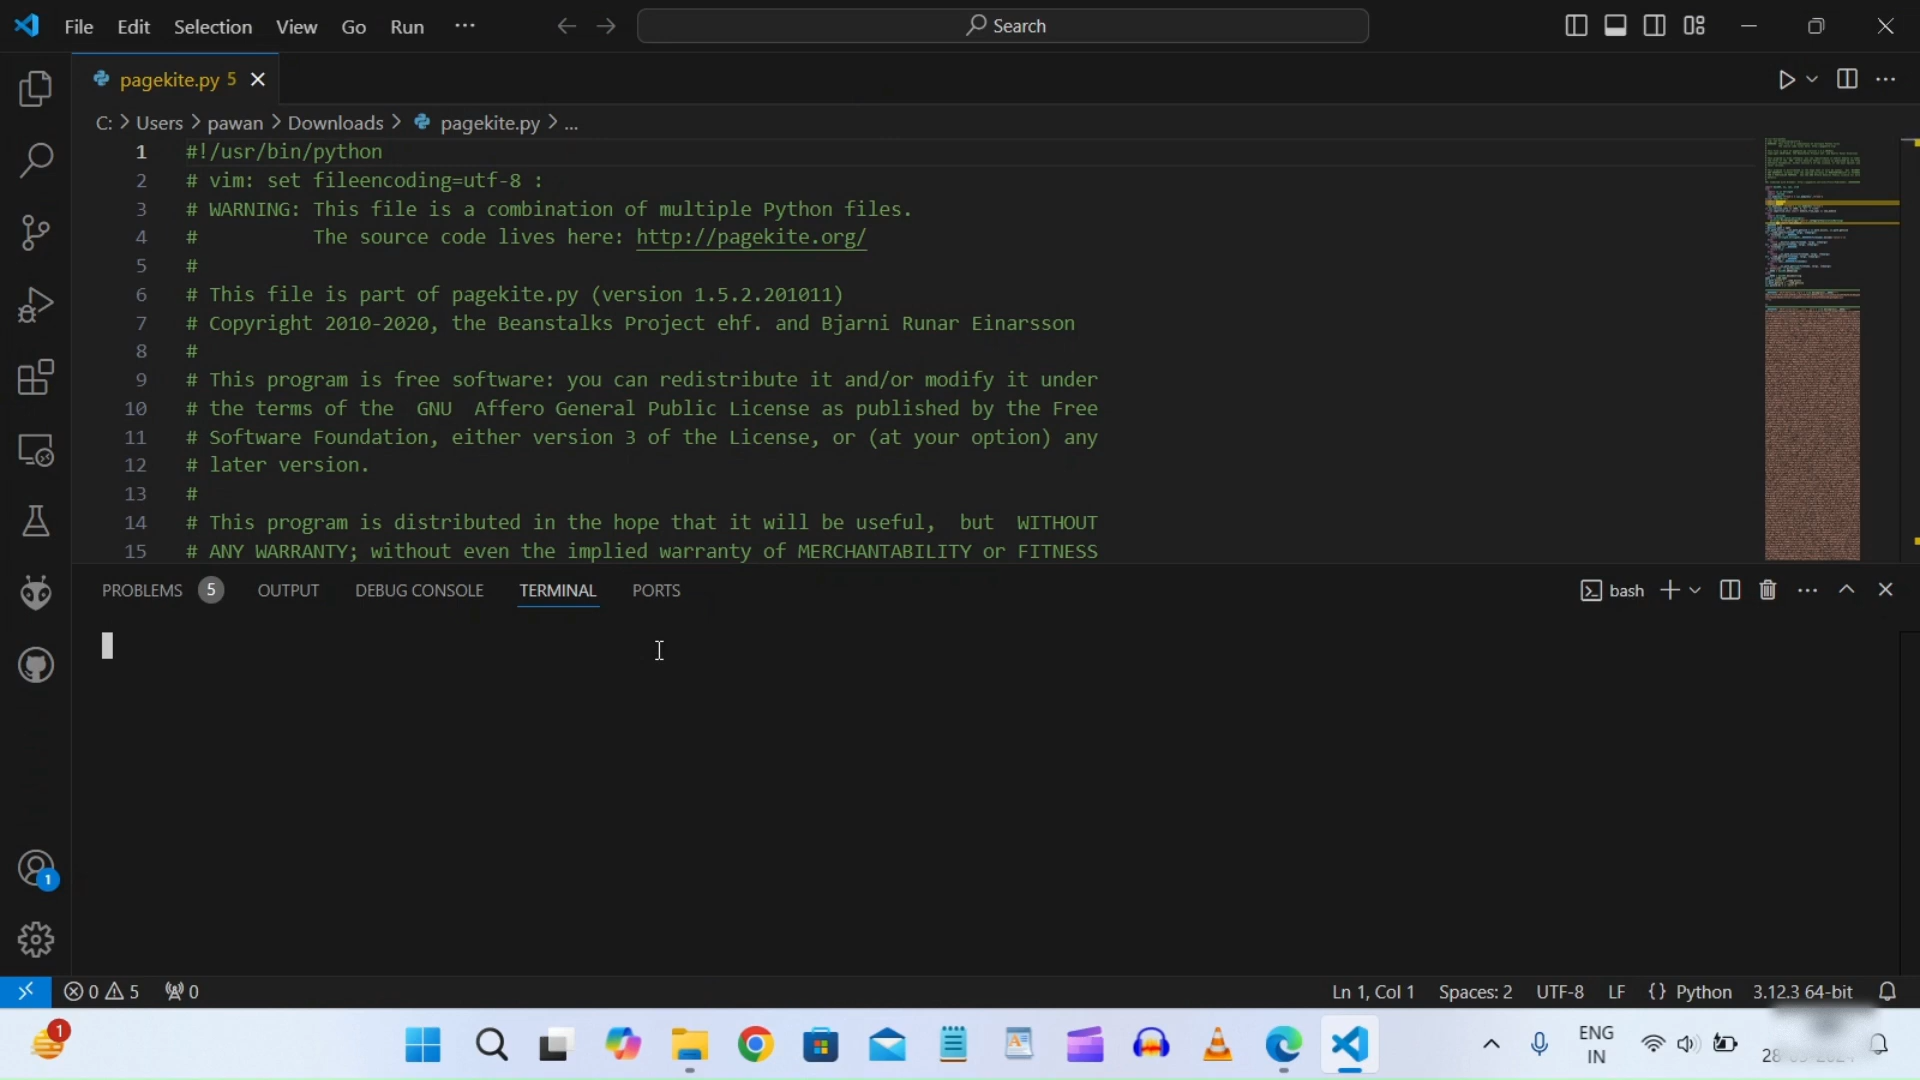 File Edit Selection View Go Run ···
Search
pagekite.py 5
C: > Users > pawan > Downloads > pagekite.py > ...
1 #!/usr/bin/python
2 # vim: set fileencoding=utf-8 :
3 # WARNING: This file is a combination of multiple Python files.
4 # The source code lives here: http://pagekite.org/
5 #
6 # This file is part of pagekite.py (version 1.5.2.201011)
7 # Copyright 2010-2020, the Beanstalks Project ehf. and Bjarni Runar Einarsson
8 #
9 # This program is free software: you can redistribute it and/or modify it under
10 # the terms of the GNU Affero General Public License as published by the Free
11 # Software Foundation, either version 3 of the License, or (at your option) any
12 # later version.
13 #
14 # This program is distributed in the hope that it will be useful, but WITHOUT
15 # ANY WARRANTY; without even the implied warranty of MERCHANTABILITY or FITNESS
PROBLEMS 5 OUTPUT DEBUG CONSOLE TERMINAL PORTS
bash
1
0 5 0
Ln 1, Col 1 Spaces: 2 UTF-8 LF {} Python 3.12.3 64-bit
1
ENG
IN